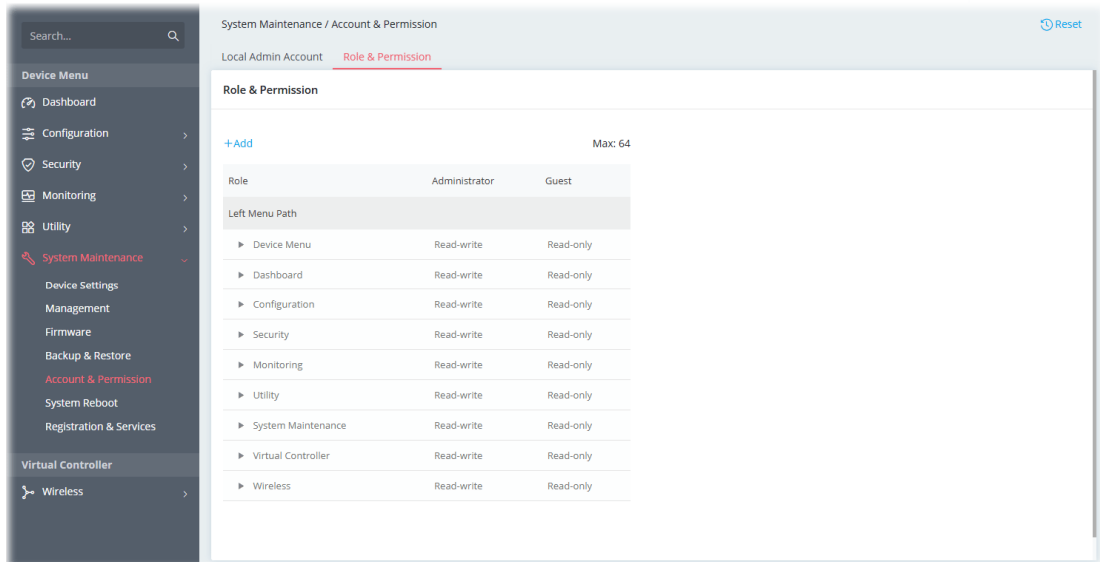 Search...
Device Menu
Dashboard
Configuration
Security
Monitoring
Utility
System Maintenance
Device Settings
Management
Firmware
Backup & Restore
Account & Permission
System Reboot
Registration & Services
Virtual Controller
Wireless
System Maintenance / Account & Permission
Reset
Local Admin Account Role & Permission
Role & Permission
+Add Max: 64
Role Administrator Guest
Left Menu Path
Device Menu Read-write Read-only
Dashboard Read-write Read-only
Configuration Read-write Read-only
Security Read-write Read-only
Monitoring Read-write Read-only
Utility Read-write Read-only
System Maintenance Read-write Read-only
Virtual Controller Read-write Read-only
Wireless Read-write Read-only